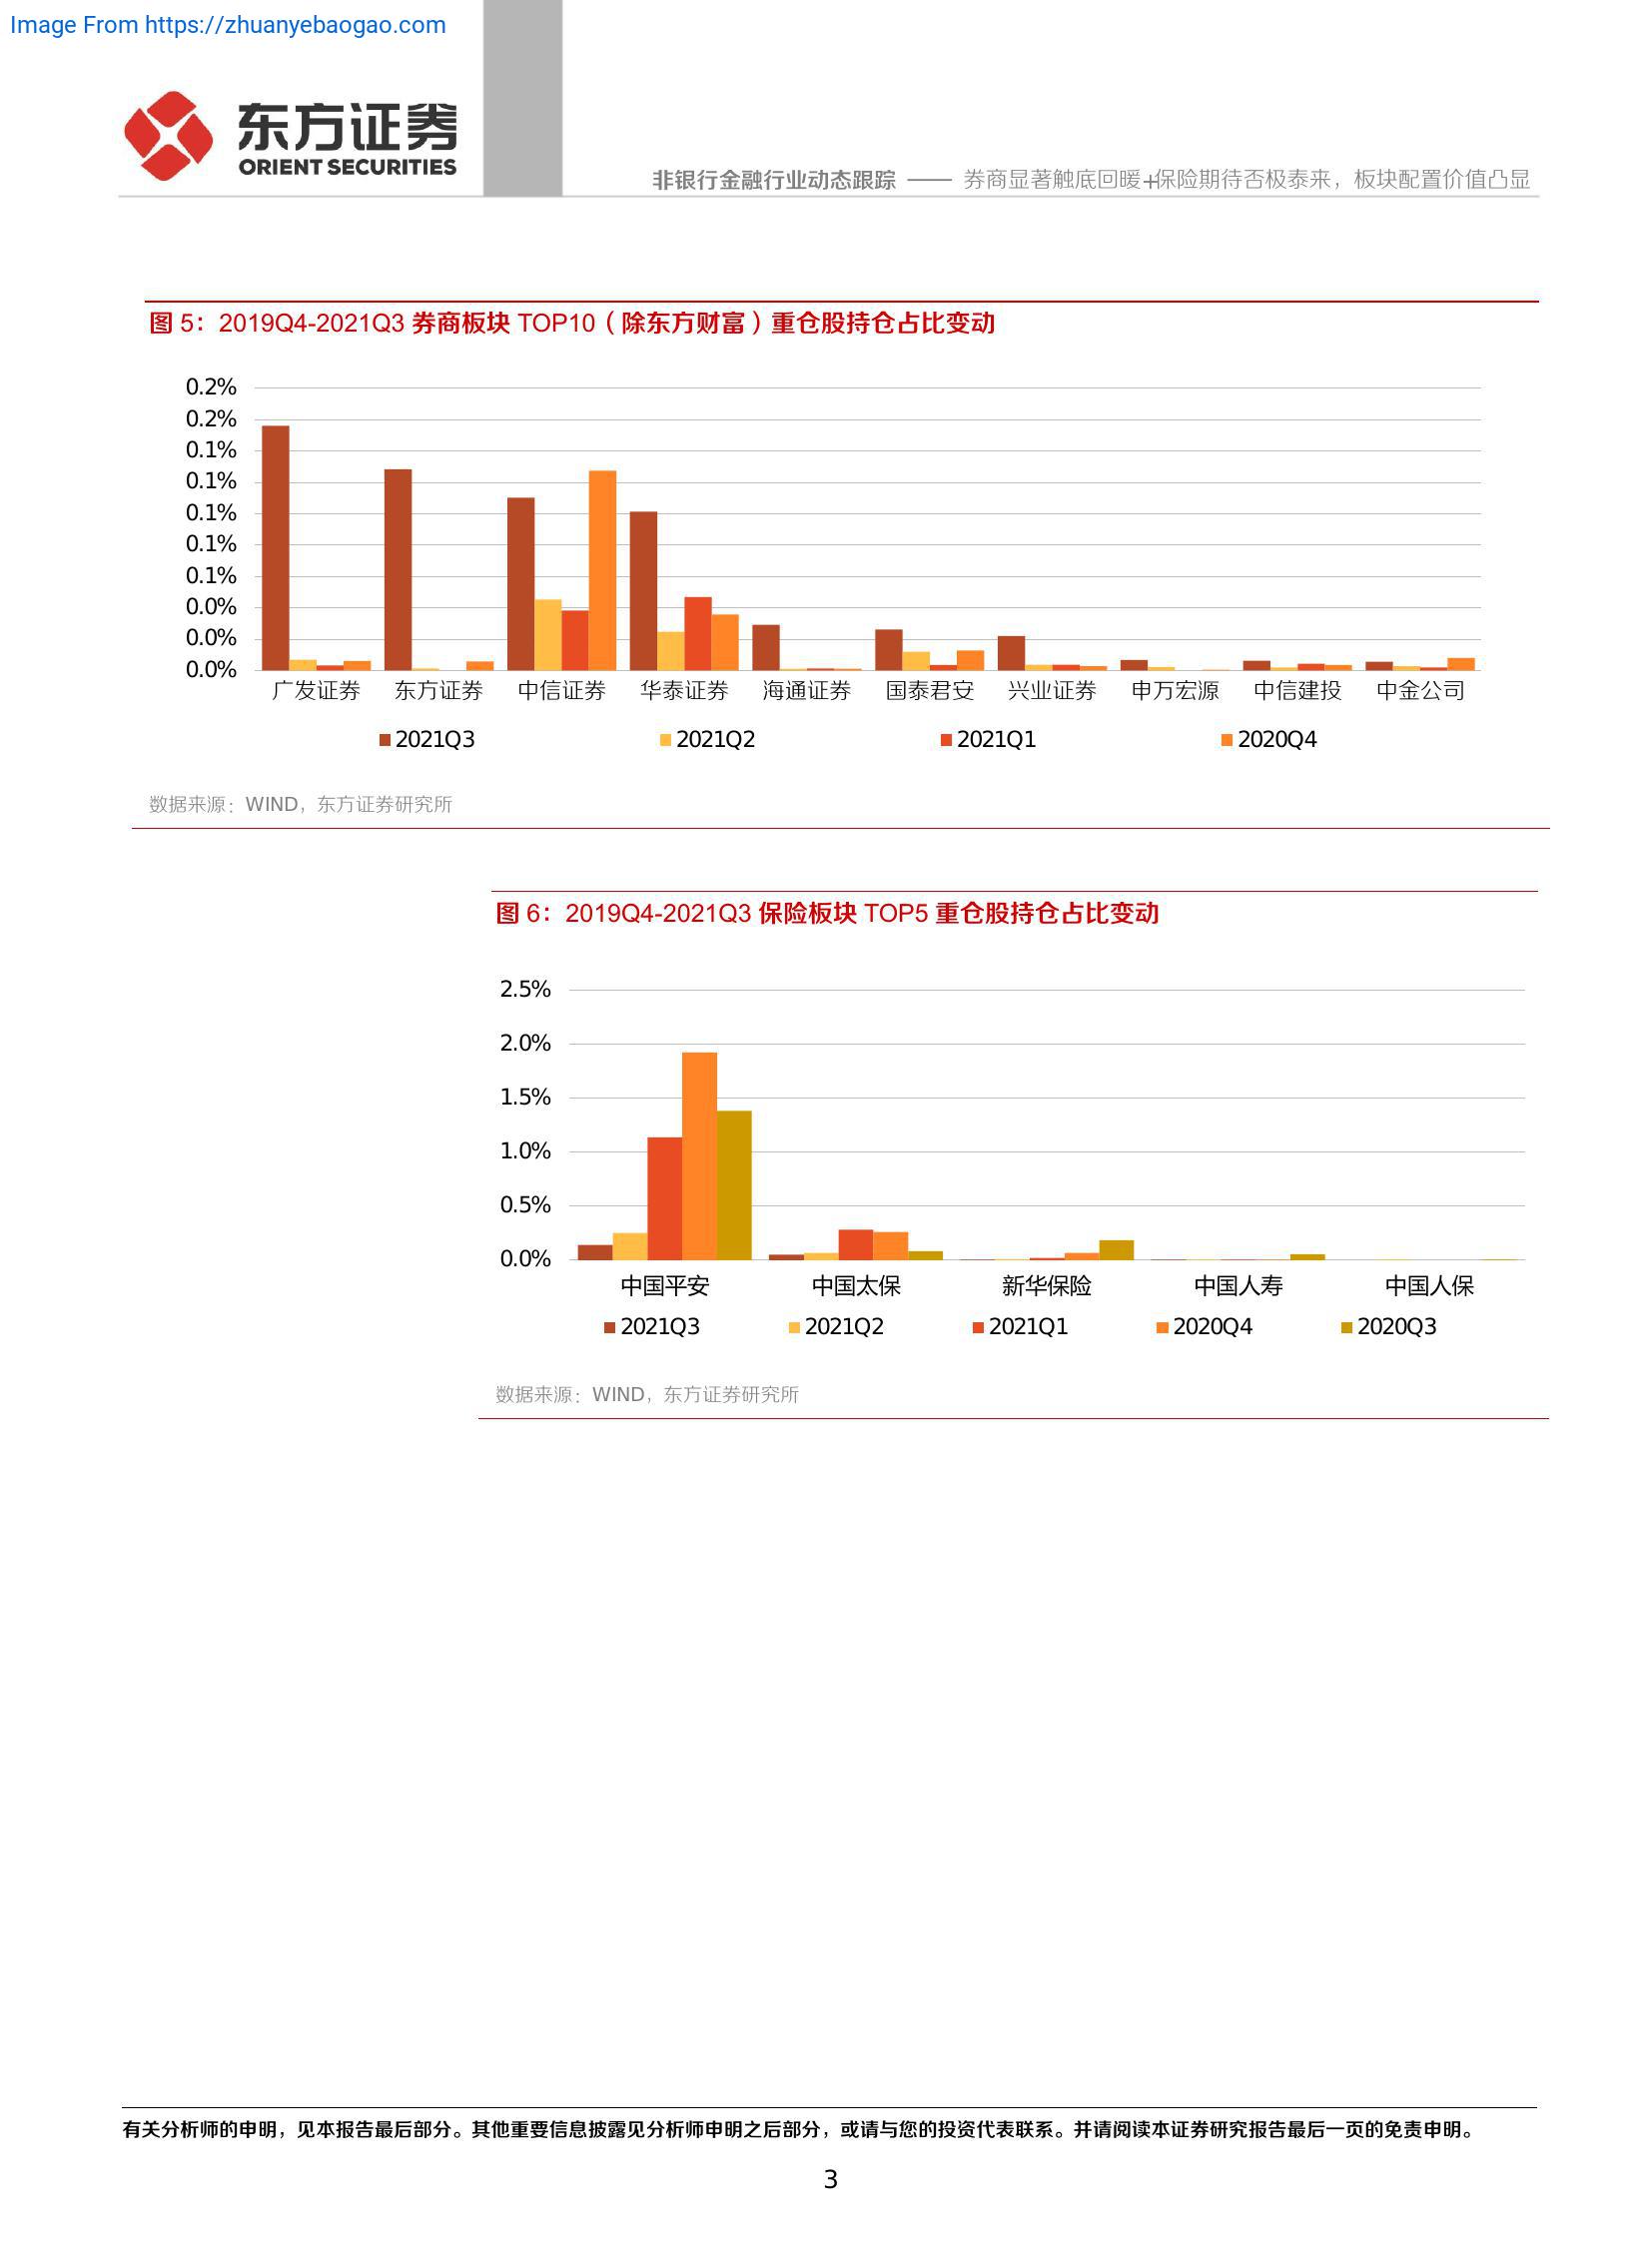 Image From https://zhuanyebaogao.com
东方证券
ORIENT SECURITIES
非银行金融行业动态跟踪 —— 券商显著触底回暖+保险期待否极泰来，板块配置价值凸显
图 5：2019Q4-2021Q3 券商板块 TOP10（除东方财富）重仓股持仓占比变动
0.2%
0.2%
0.1%
0.1%
0.1%
0.1%
0.1%
0.0%
0.0%
0.0%
广发证券 东方证券 中信证券 华泰证券 海通证券 国泰君安 兴业证券 申万宏源 中信建投 中金公司
2021Q3 2021Q2 2021Q1 2020Q4
数据来源：WIND，东方证券研究所
图 6：2019Q4-2021Q3 保险板块 TOP5 重仓股持仓占比变动
2.5%
2.0%
1.5%
1.0%
0.5%
0.0%
中国平安 中国太保 新华保险 中国人寿 中国人保
2021Q3 2021Q2 2021Q1 2020Q4 2020Q3
数据来源：WIND，东方证券研究所
有关分析师的申明，见本报告最后部分。其他重要信息披露见分析师申明之后部分，或请与您的投资代表联系。并请阅读本证券研究报告最后一页的免责申明。
3